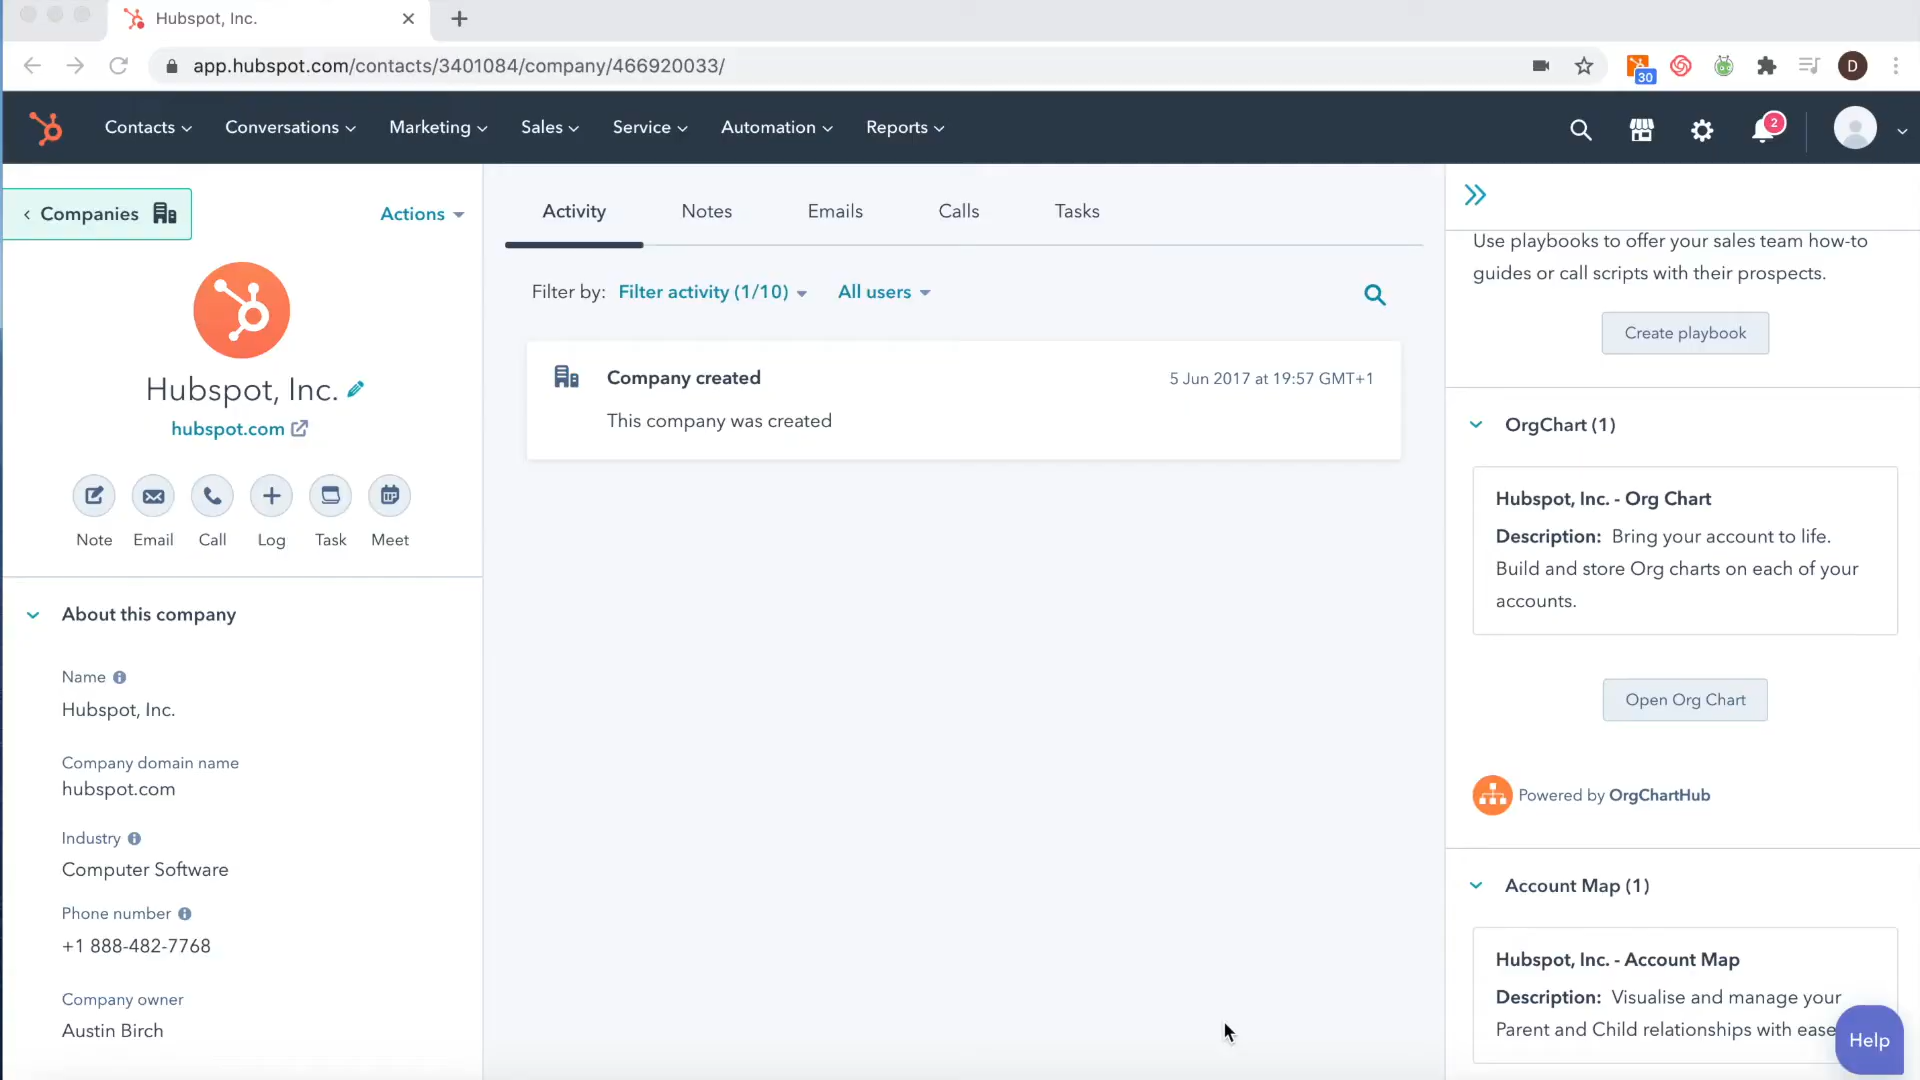 Hubspot, Inc.
app.hubspot.com/contacts/3401084/company/466920033/
30
D
Contacts
Conversations
Marketing
Sales
Service
Automation
Reports
2
Companies
Actions
Hubspot, Inc.
hubspot.com
Note
Email
Call
Log
Task
Meet
About this company
Name
Hubspot, Inc.
Company domain name
hubspot.com
Industry
Computer Software
Phone number
+1 888-482-7768
Company owner
Austin Birch
Activity
Notes
Emails
Calls
Tasks
Filter by: Filter activity (1/10) All users
Company created
5 Jun 2017 at 19:57 GMT+1
This company was created
Use playbooks to offer your sales team how-to
guides or call scripts with their prospects.
Create playbook
OrgChart (1)
Hubspot, Inc. - Org Chart
Description: Bring your account to life.
Build and store Org charts on each of your
accounts.
Open Org Chart
Powered by OrgChartHub
Account Map (1)
Hubspot, Inc. - Account Map
Description: Visualise and manage your
Parent and Child relationships with ease
Help